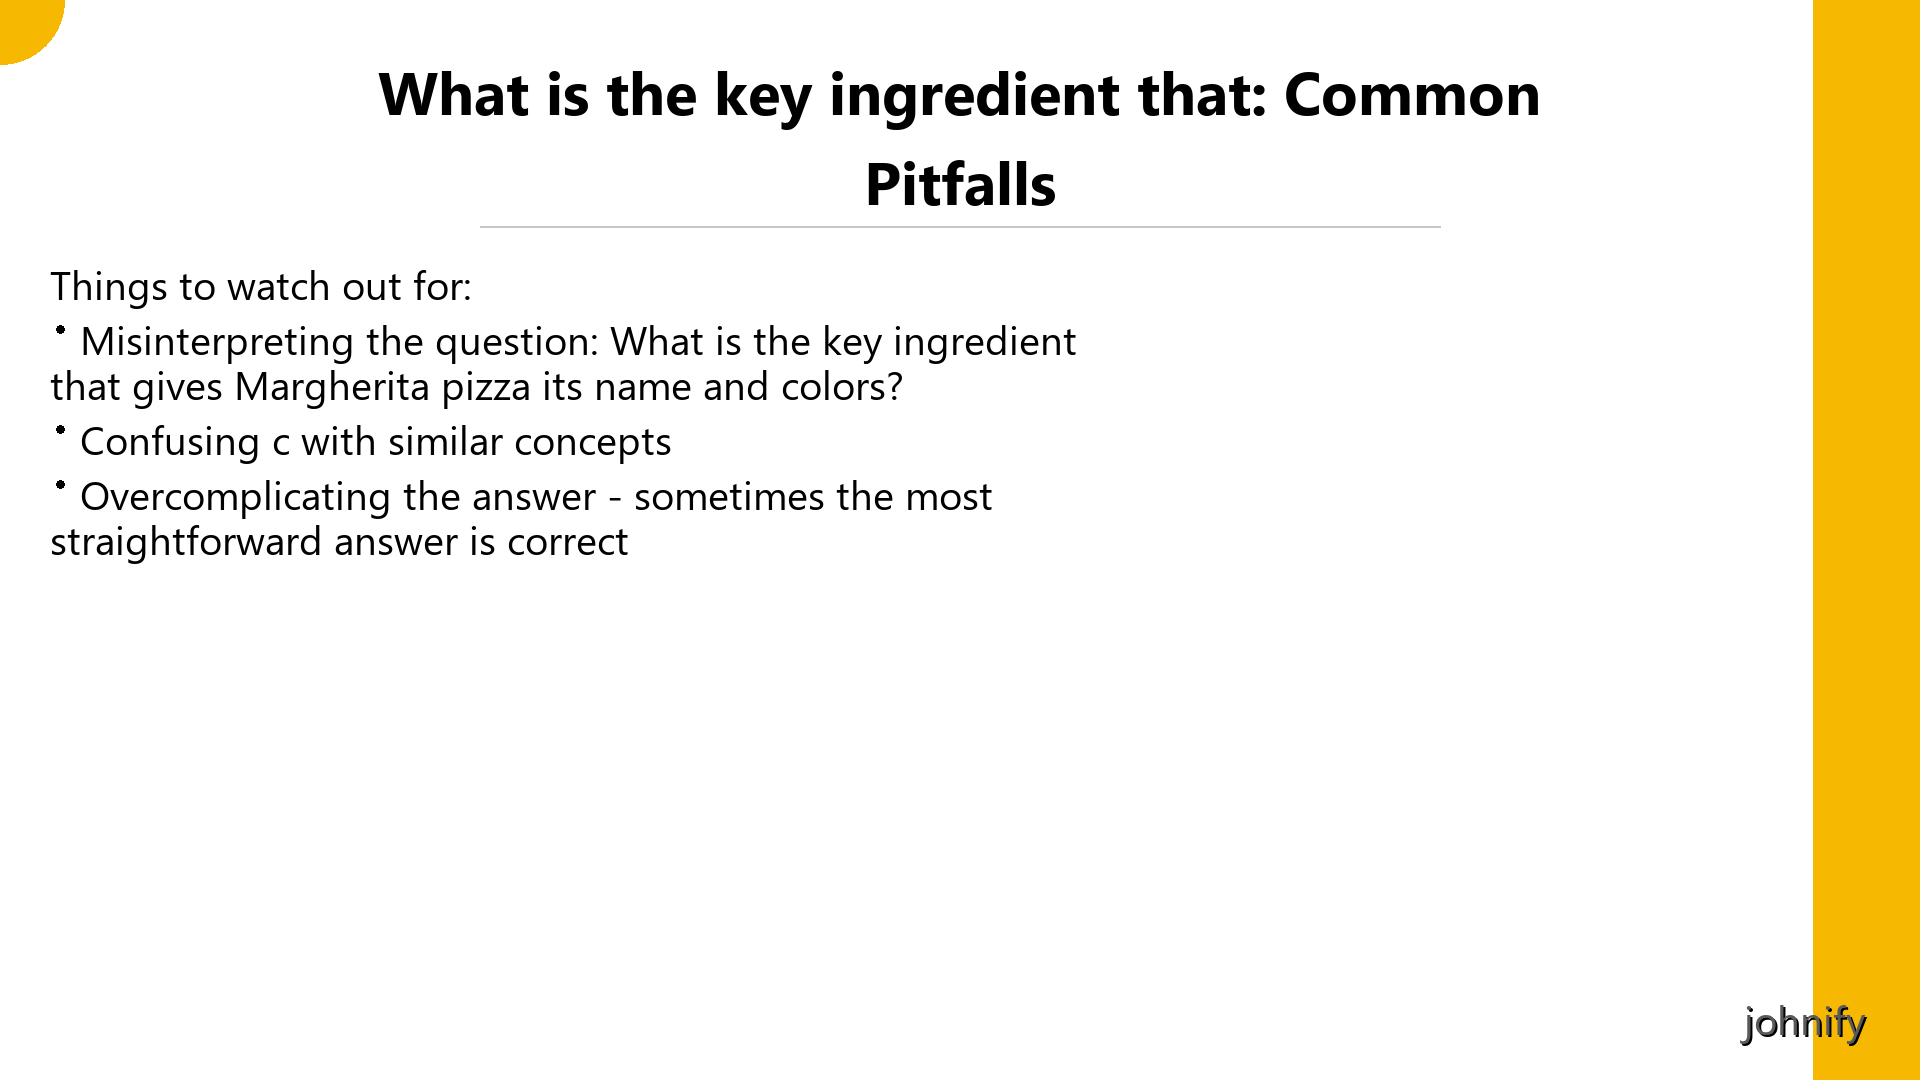 What is the key ingredient that: Common
Pitfalls
Things to watch out for:
• Misinterpreting the question: What is the key ingredient
that gives Margherita pizza its name and colors?
• Confusing c with similar concepts
• Overcomplicating the answer - sometimes the most
straightforward answer is correct
johnify